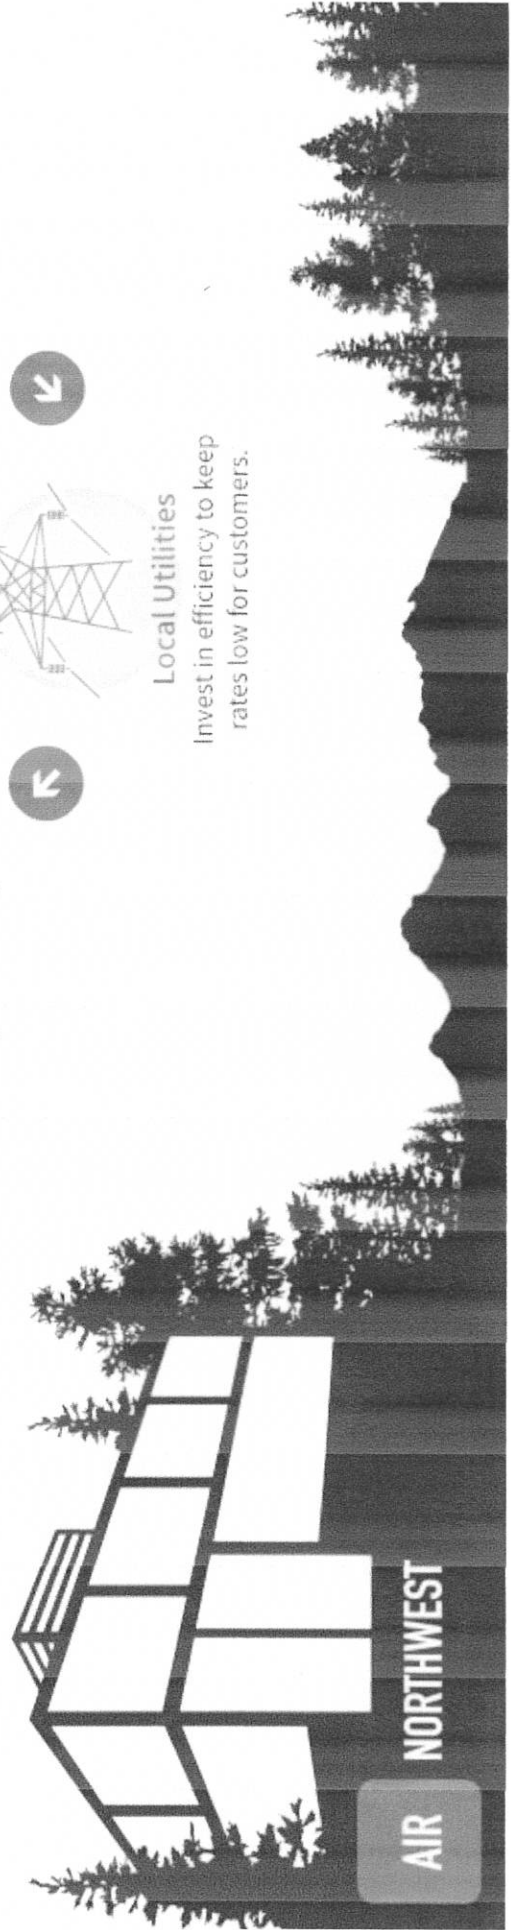 Local Utilities
Invest in efficiency to keep
rates low for customers.
AIR NORTHWEST